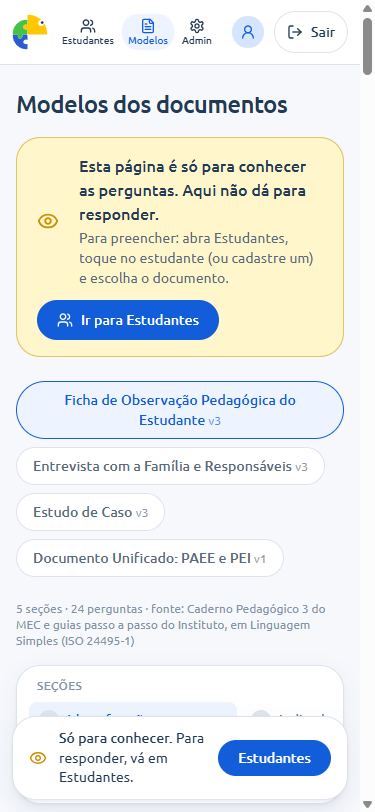 Estudantes
Modelos
Admin
Sair
Modelos dos documentos
Esta página é só para conhecer
as perguntas. Aqui não dá para
responder.
Para preencher: abra Estudantes,
toque no estudante (ou cadastre um)
e escolha o documento.
Ir para Estudantes
Ficha de Observação Pedagógica do
Estudante v3
Entrevista com a Família e Responsáveis v3
Estudo de Caso v3
Documento Unificado: PAEE e PEI v1
5 seções · 24 perguntas · fonte: Caderno Pedagógico 3 do
MEC e guias passo a passo do Instituto, em Linguagem
Simples (ISO 24495-1)
SEÇÕES
Só para conhecer. Para
responder, vá em
Estudantes.
Estudantes